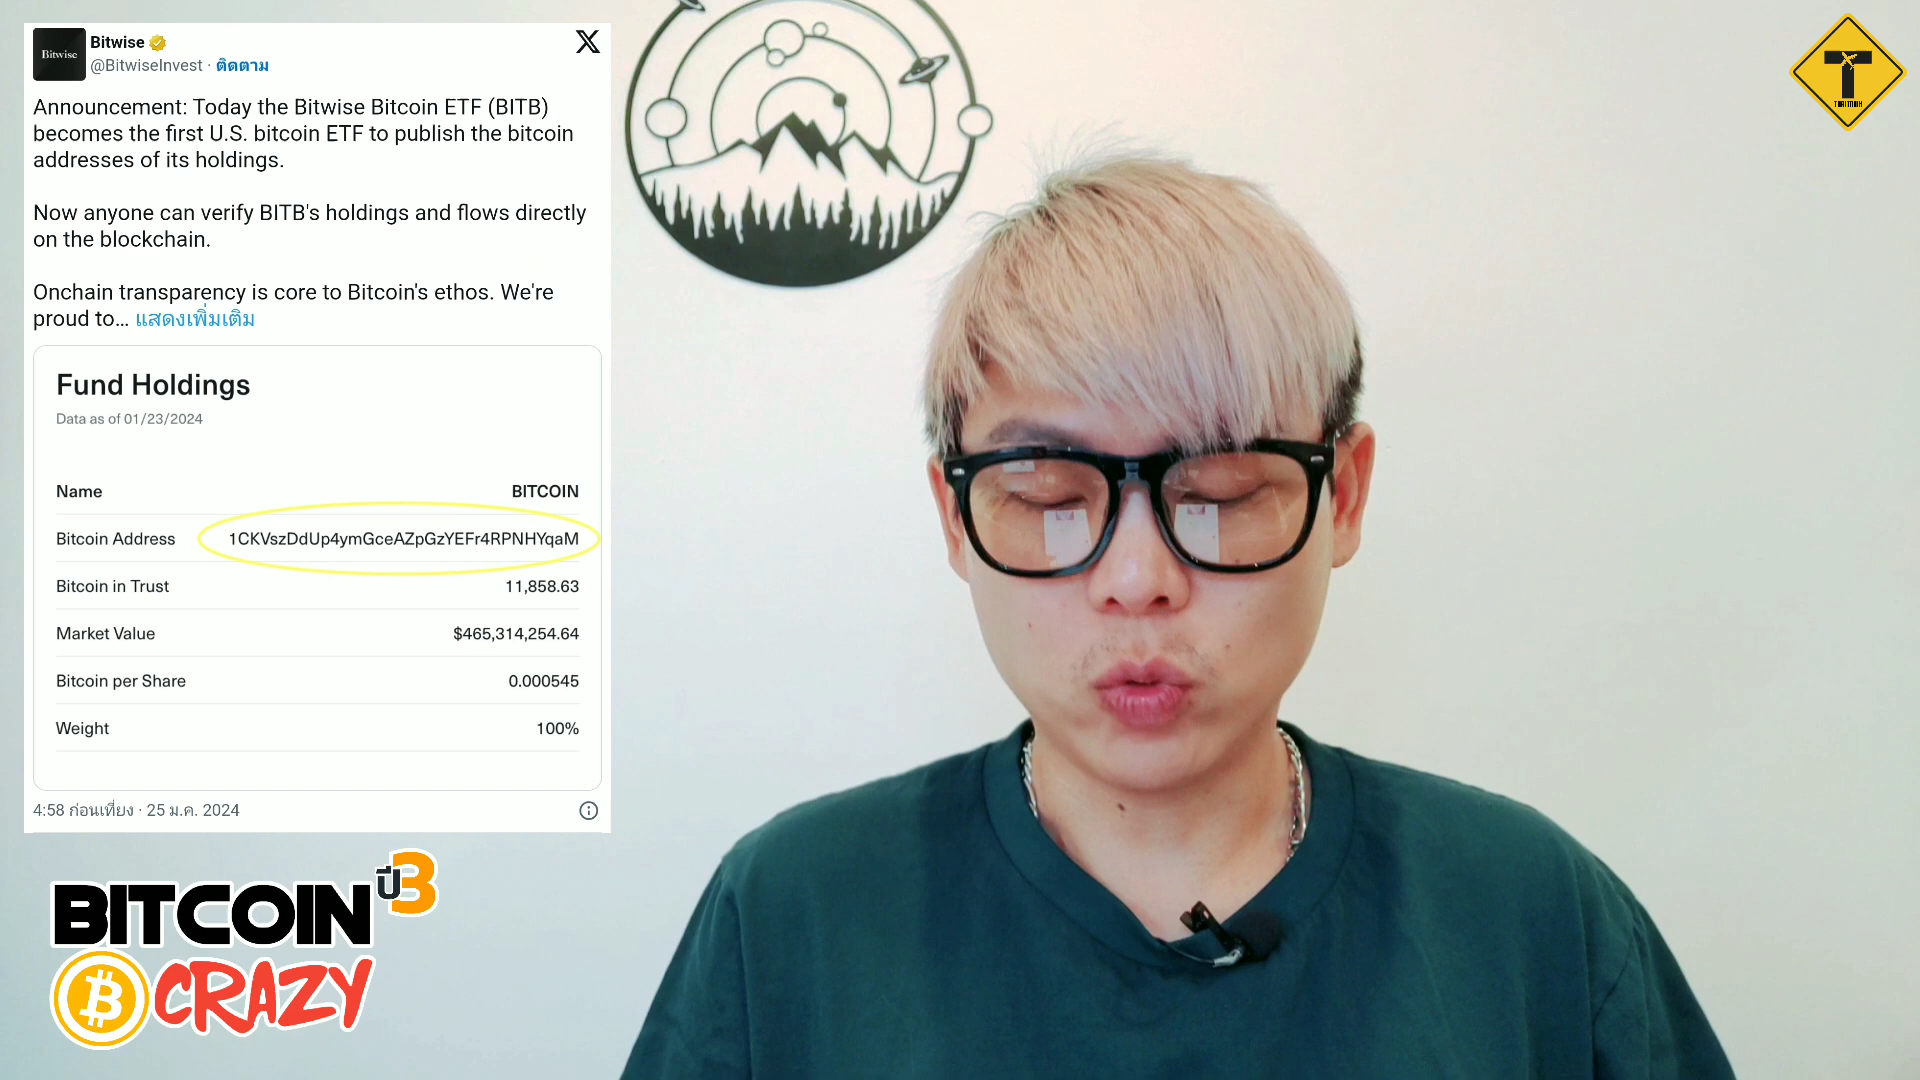 Bitwise
Bitwise
@BitwiseInvest · ติดตาม
Announcement: Today the Bitwise Bitcoin ETF (BITB)
becomes the first U.S. bitcoin ETF to publish the bitcoin
addresses of its holdings.
Now anyone can verify BITB's holdings and flows directly
on the blockchain.
Onchain transparency is core to Bitcoin's ethos. We're
proud to… แสดงเพิ่มเติม
Fund Holdings
Data as of 01/23/2024
Name BITCOIN
Bitcoin Address 1CKVszDdUp4ymGceAZpGzYEFr4RPNHYqaM
Bitcoin in Trust 11,858.63
Market Value $465,314,254.64
Bitcoin per Share 0.000545
Weight 100%
4:58 ก่อนเที่ยง · 25 ม.ค. 2024
BITCOIN ปี3
CRAZY
T